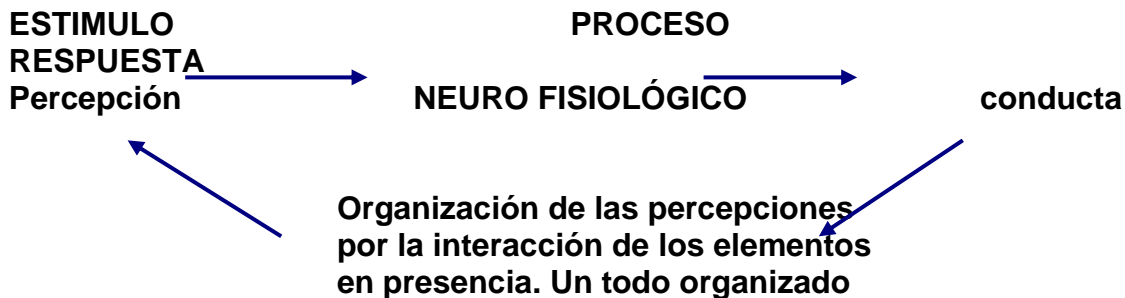 ESTIMULO PROCESO
RESPUESTA
Percepción NEURO FISIOLÓGICO conducta
Organización de las percepciones
por la interacción de los elementos
en presencia. Un todo organizado